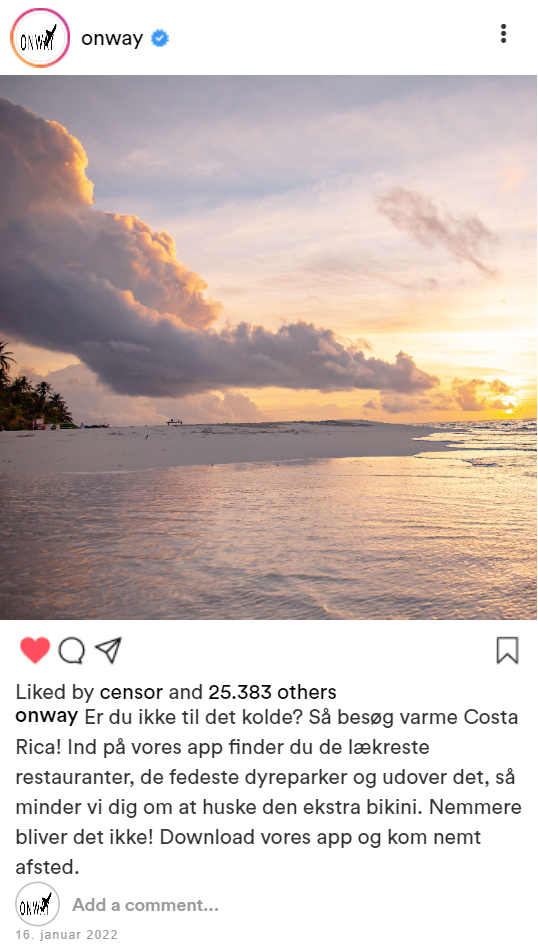 ONWAY
onway
Liked by censor and 25.383 others
onway Er du ikke til det kolde? Så besøg varme Costa
Rica! Ind på vores app finder du de lækreste
restauranter, de fedeste dyreparker og udover det, så
minder vi dig om at huske den ekstra bikini. Nemmere
bliver det ikke! Download vores app og kom nemt
afsted.
ONWAY
Add a comment...
16. januar 2022